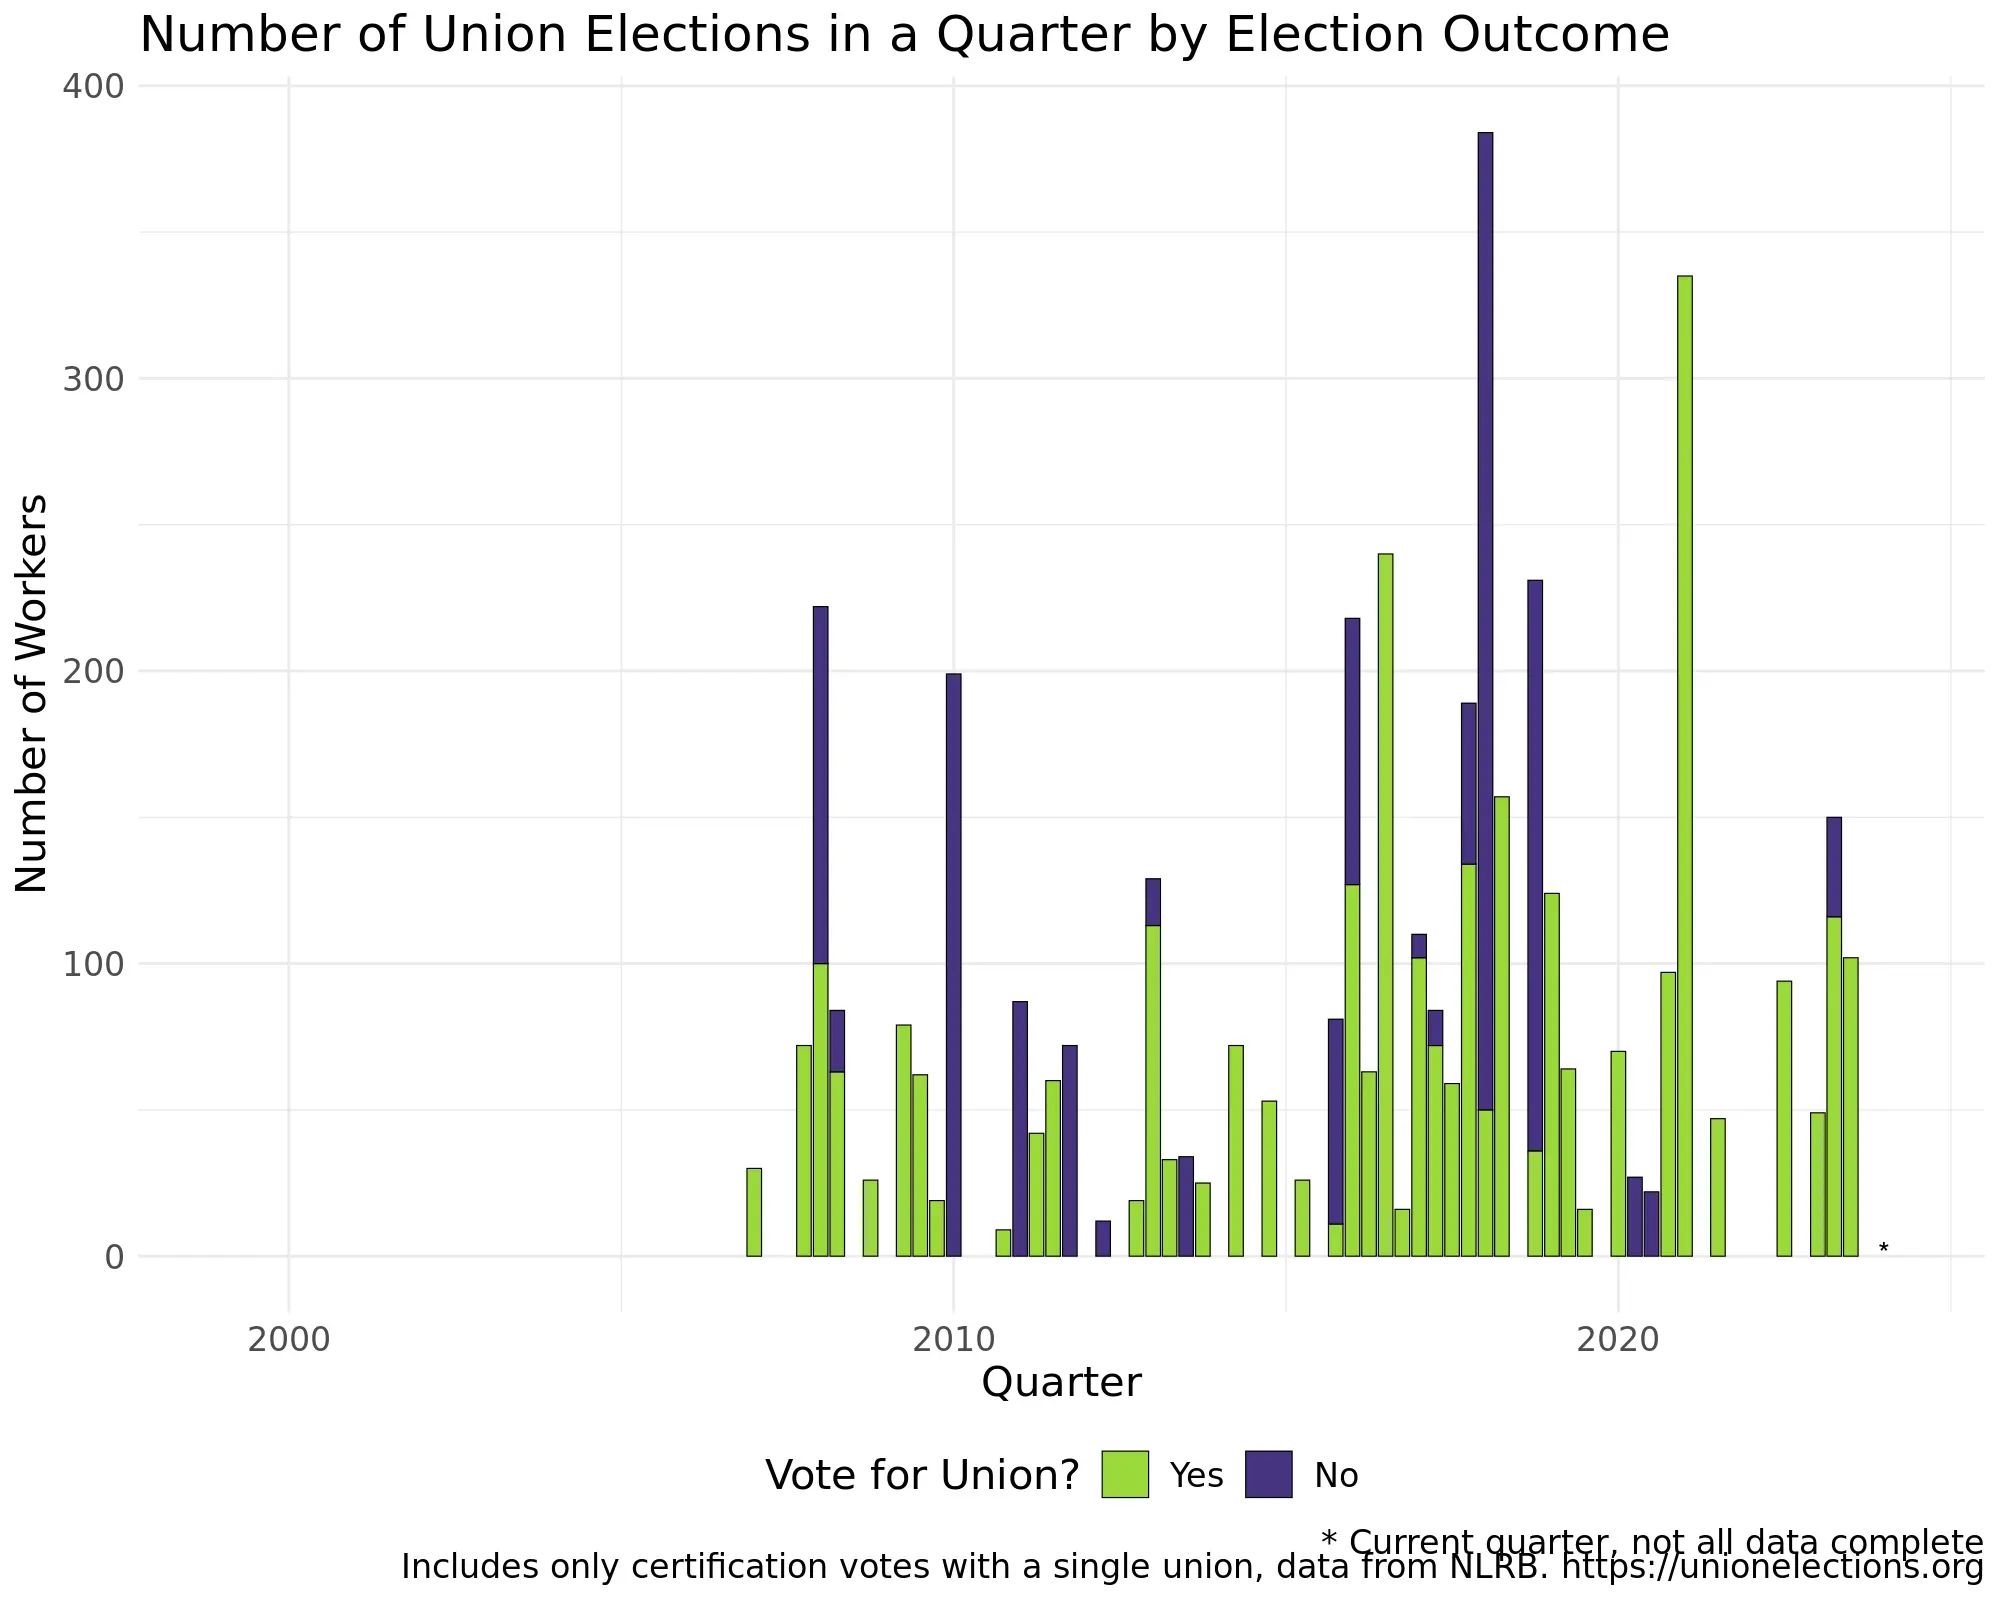 Number of Union Elections in a Quarter by Election Outcome
400
300
200
100
0
Number of Workers
*
2000 2010 2020
Quarter
Vote for Union? Yes No
* Current quarter, not all data complete
Includes only certification votes with a single union, data from NLRB. https://unionelections.org